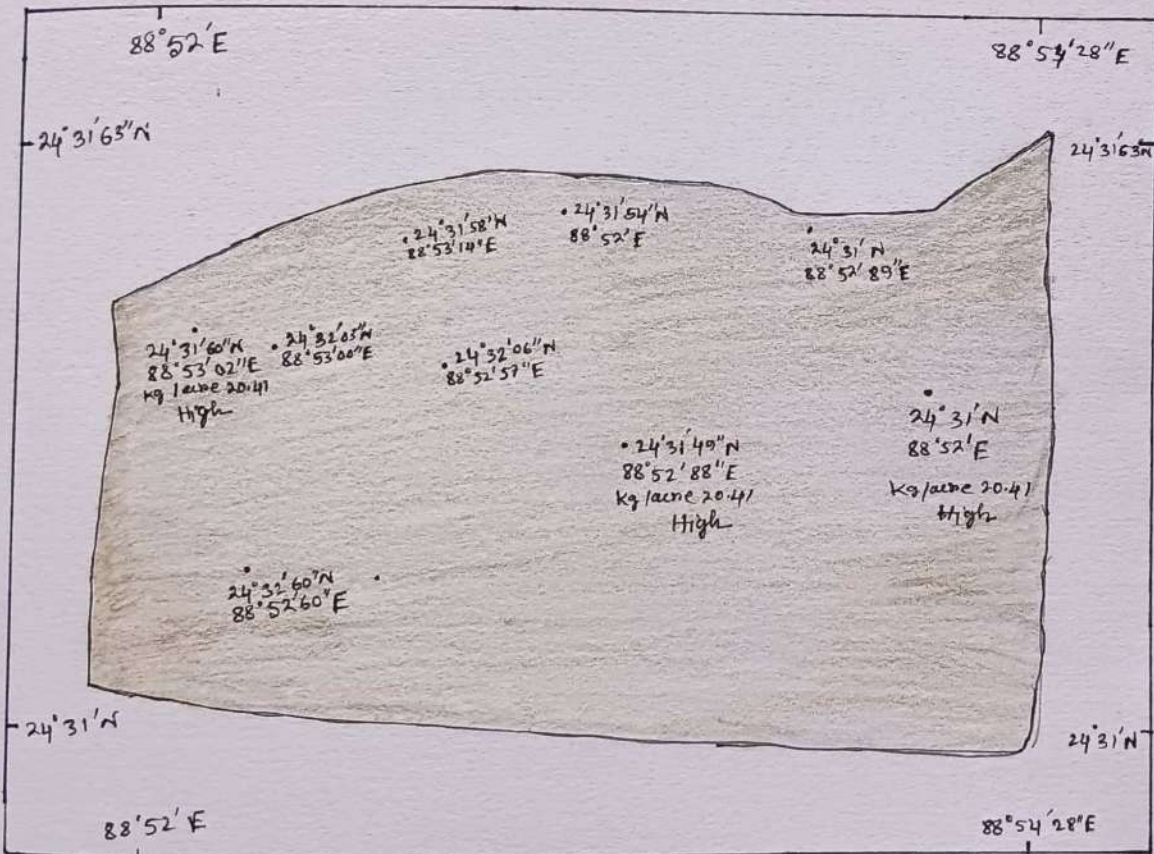 88°52'E
88°54'28"E
24°31'63"N
24°31'63"N
24°31'58"N
88°53'14"E
24°31'54"N
88°52'E
24°31'N
88°52'89"E
24°31'60"N
88°53'02"E
kg/acre 20.41
High
24°32'03"N
88°53'00"E
24°32'06"N
88°52'57"E
24°31'49"N
88°52'88"E
kg/acre 20.41
High
24°31'N
88°52'E
kg/acre 20.41
High
24°32'60"N
88°52'60"E
24°31'N
24°31'N
88°52'E
88°54'28"E